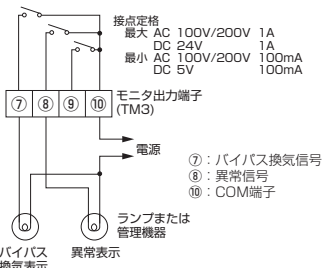 接点定格
最大 AC 100V/200V 1A
DC 24V 1A
最小 AC 100V/200V 100mA
DC 5V 100mA
⑦ ⑧ ⑨ ⑩
モニタ出力端子
(TM3)
電源
⑦：バイパス換気信号
⑧：異常信号
⑩：COM端子
ランプまたは
管理機器
バイパス
換気表示
異常表示